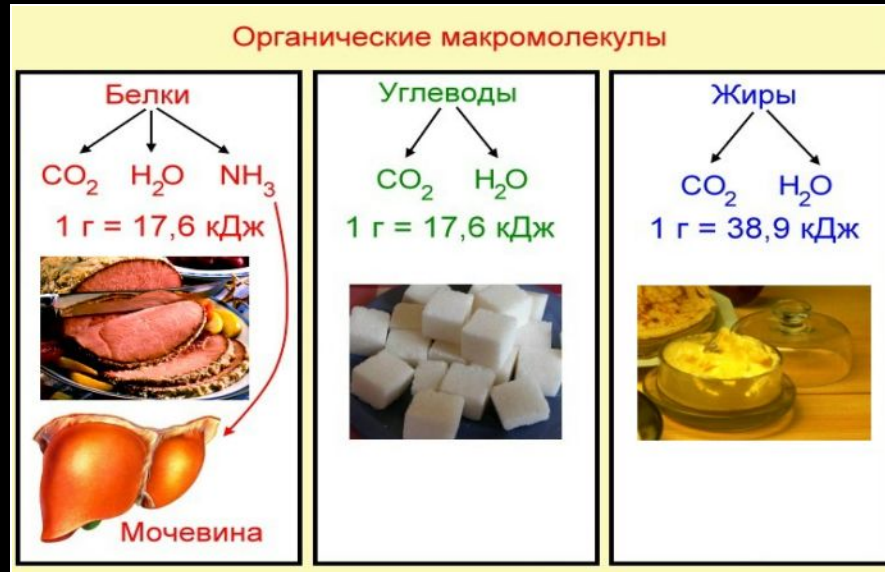 Органические макромолекулы
Белки
CO₂ H₂O NH₃
1 г = 17,6 кДж
Мочевина
Углеводы
CO₂ H₂O
1 г = 17,6 кДж
Жиры
CO₂ H₂O
1 г = 38,9 кДж